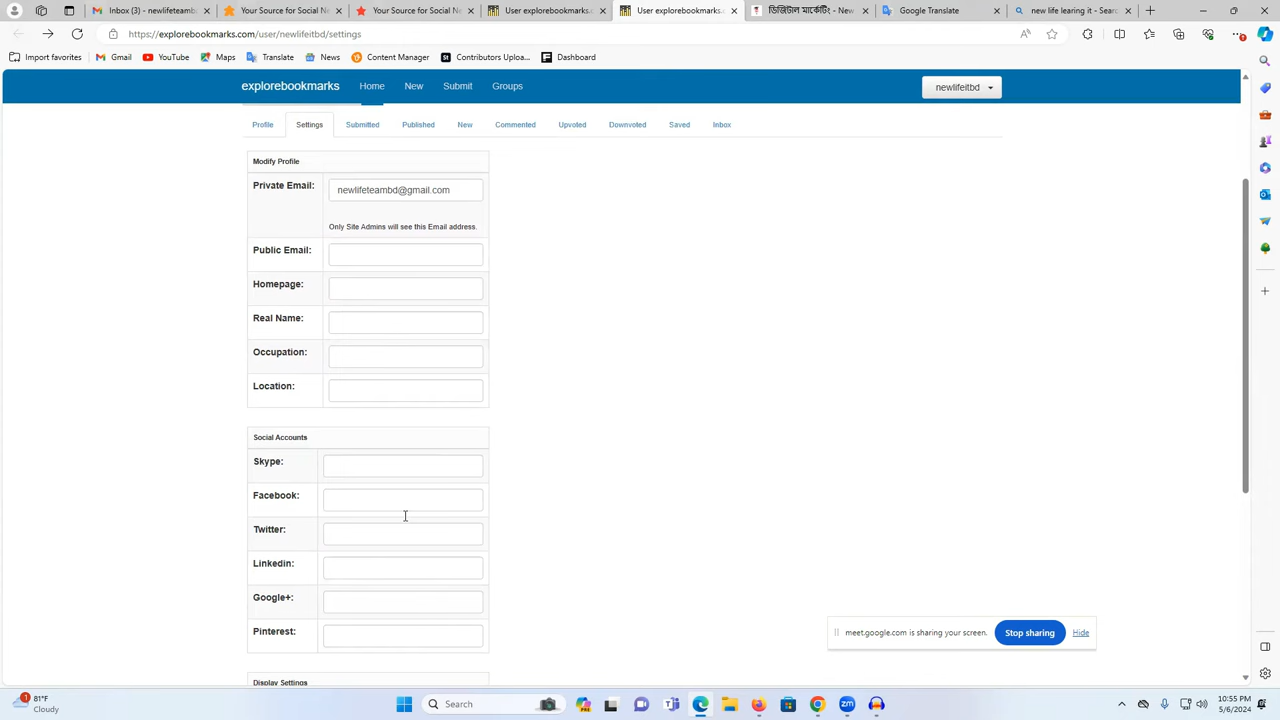 Inbox (3) - newlifeteamb
Source for Social Ne
Source for Social Ne
explorebookmarks.c
User explorebookmarks
ডিজিটাল মার্কেটিং - New
Google Translate
new life leaning it - Searc
https://explorebookmarks.com/user/newlifeitbd/settings
Import favorites Gmail YouTube Maps Translate News Content Manager Contributors Uploa... Dashboard
explorebookmarks Home New Submit Groups newlifeitbd
Profile Settings Submitted Published New Commented Upvoted Downvoted Saved Inbox
Modify Profile
Private Email: newlifeteambd@gmail.com
Only Site Admins will see this Email address.
Public Email:
Homepage:
Real Name:
Occupation:
Location:
Social Accounts
Skype:
Facebook:
Twitter:
Linkedin:
Google+:
Pinterest:
meet.google.com is sharing your screen. Stop sharing Hide
Display Settings
81°F
Cloudy
Search
10:55 PM
5/6/2024